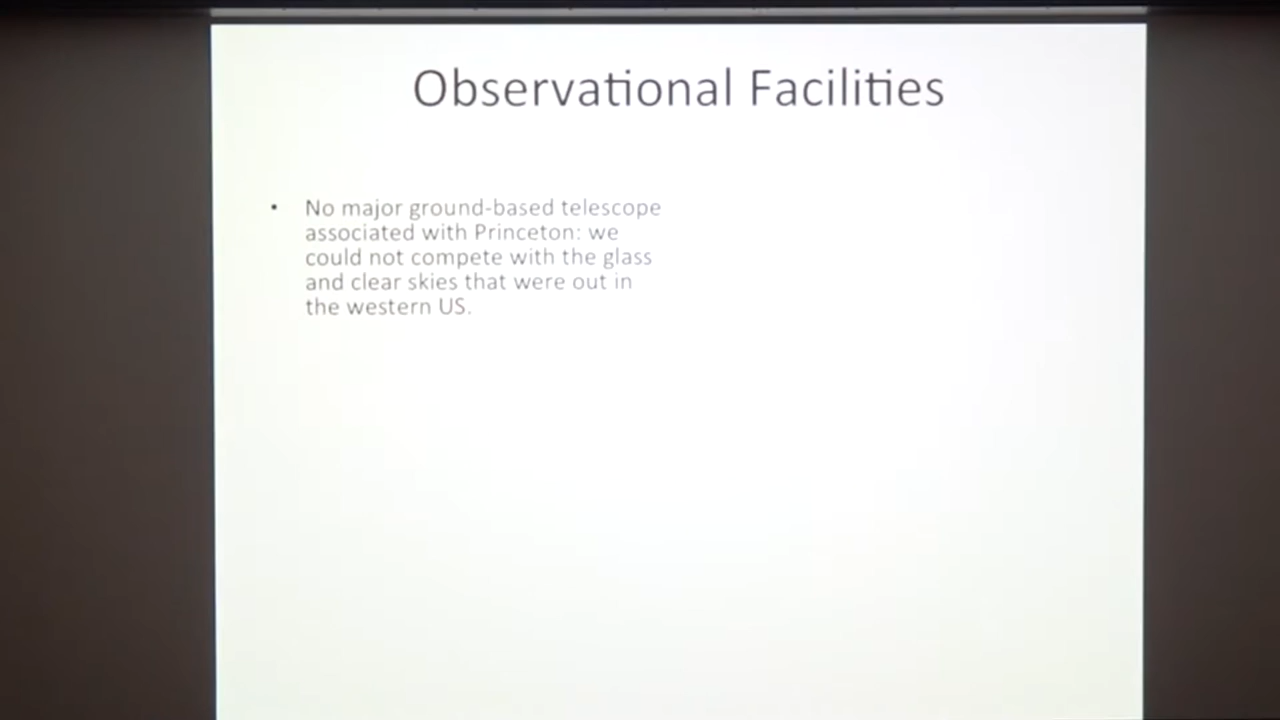 Observational Facilities
• No major ground-based telescope
associated with Princeton: we
could not compete with the glass
and clear skies that were out in
the western US.